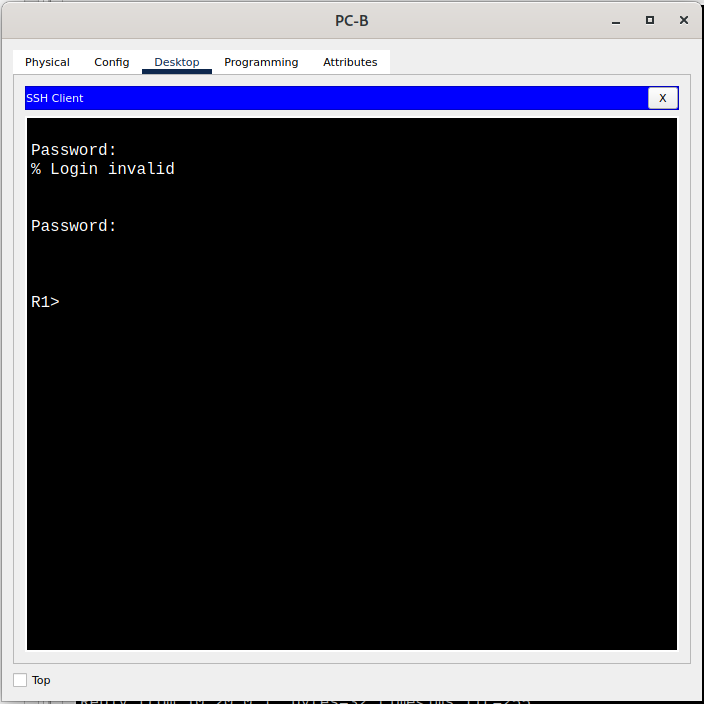 PC-B
Physical Config Desktop Programming Attributes
SSH Client X
Password:
% Login invalid
Password:
R1>
Top